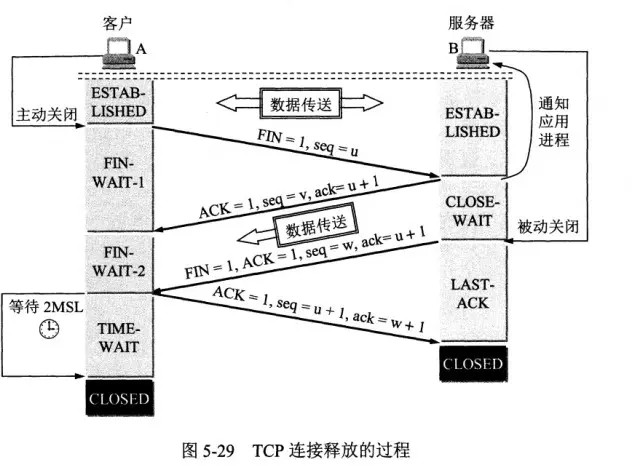 客户
服务器
A
B
ESTAB-
LISHED
数据传送
ESTAB-
LISHED
通知
应用
进程
主动关闭
FIN = 1, seq = u
FIN-
WAIT-1
ACK = 1, seq = v, ack= u + 1
CLOSE-
WAIT
数据传送
被动关闭
FIN = 1, ACK = 1, seq = w, ack= u + 1
FIN-
WAIT-2
ACK = 1, seq = u + 1, ack = w + 1
LAST-
ACK
等待 2MSL
TIME-
WAIT
CLOSED
CLOSED
图 5-29 TCP 连接释放的过程